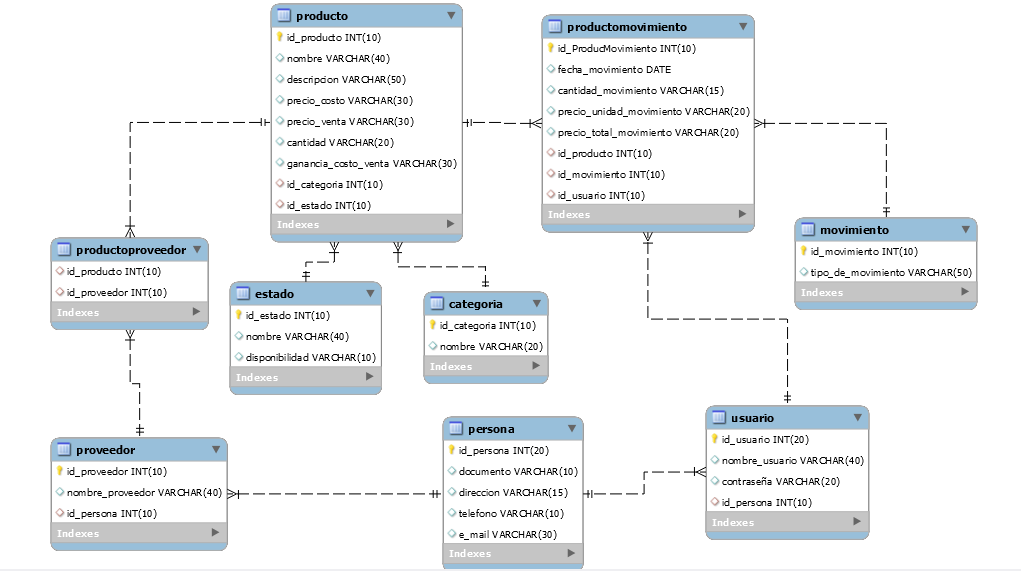 producto
id_producto INT(10)
nombre VARCHAR(40)
descripcion VARCHAR(50)
precio_costo VARCHAR(30)
precio_venta VARCHAR(30)
cantidad VARCHAR(20)
ganancia_costo_venta VARCHAR(30)
id_categoria INT(10)
id_estado INT(10)
Indexes
productomovimiento
id_ProducMovimiento INT(10)
fecha_movimiento DATE
cantidad_movimiento VARCHAR(15)
precio_unidad_movimiento VARCHAR(20)
precio_total_movimiento VARCHAR(20)
id_producto INT(10)
id_movimiento INT(10)
id_usuario INT(10)
Indexes
productoproveedor
id_producto INT(10)
id_proveedor INT(10)
Indexes
estado
id_estado INT(10)
nombre VARCHAR(40)
disponibilidad VARCHAR(10)
Indexes
categoria
id_categoria INT(10)
nombre VARCHAR(20)
Indexes
movimiento
id_movimiento INT(10)
tipo_de_movimiento VARCHAR(50)
Indexes
proveedor
id_proveedor INT(10)
nombre_proveedor VARCHAR(40)
id_persona INT(10)
Indexes
persona
id_persona INT(20)
documento VARCHAR(10)
direccion VARCHAR(15)
telefono VARCHAR(10)
e_mail VARCHAR(30)
Indexes
usuario
id_usuario INT(20)
nombre_usuario VARCHAR(40)
contraseña VARCHAR(20)
id_persona INT(10)
Indexes